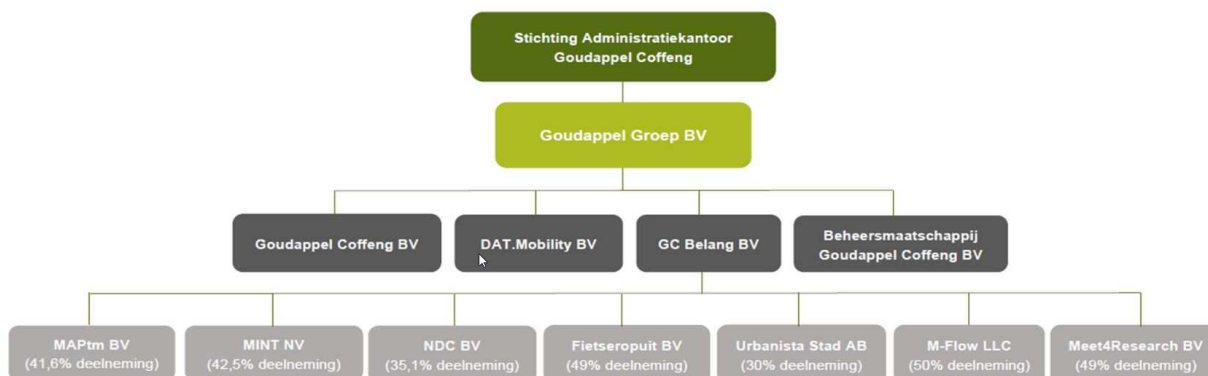 Stichting Administratiekantoor
Goudappel Coffeng
Goudappel Groep BV
Goudappel Coffeng BV
DAT.Mobility BV
GC Belang BV
Beheersmaatschappij
Goudappel Coffeng BV
MAPtm BV
(41,6% deelneming)
MINT NV
(42,5% deelneming)
NDC BV
(35,1% deelneming)
Fietseropuit BV
(49% deelneming)
Urbanista Stad AB
(30% deelneming)
M-Flow LLC
(50% deelneming)
Meet4Research BV
(49% deelneming)